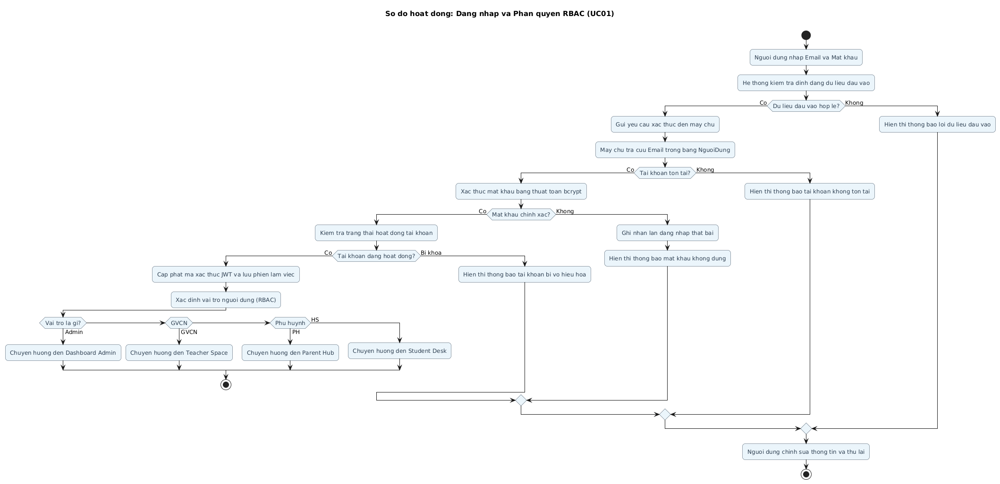 So do hoat dong: Dang nhap va Phan quyen RBAC (UC01)
Nguoi dung nhap Email va Mat khau
He thong kiem tra dinh dang du lieu dau vao
Co
Du lieu dau vao hop le?
Khong
Gui yeu cau xac thuc den may chu
Hien thi thong bao loi du lieu dau vao
May chu tra cuu Email trong bang NguoiDung
Co
Tai khoan ton tai?
Khong
Xac thuc mat khau bang thuat toan bcrypt
Hien thi thong bao tai khoan khong ton tai
Co
Mat khau chinh xac?
Khong
Kiem tra trang thai hoat dong tai khoan
Ghi nhan lan dang nhap that bai
Co
Tai khoan dang hoat dong?
Bi khoa
Hien thi thong bao mat khau khong dung
Cap phat ma xac thuc JWT va luu phien lam viec
Hien thi thong bao tai khoan bi vo hieu hoa
Xac dinh vai tro nguoi dung (RBAC)
Vai tro la gi?
GVCN
Phu huynh
HS
Admin
GVCN
PH
Chuyen huong den Dashboard Admin
Chuyen huong den Teacher Space
Chuyen huong den Parent Hub
Chuyen huong den Student Desk
Nguoi dung chinh sua thong tin va thu lai